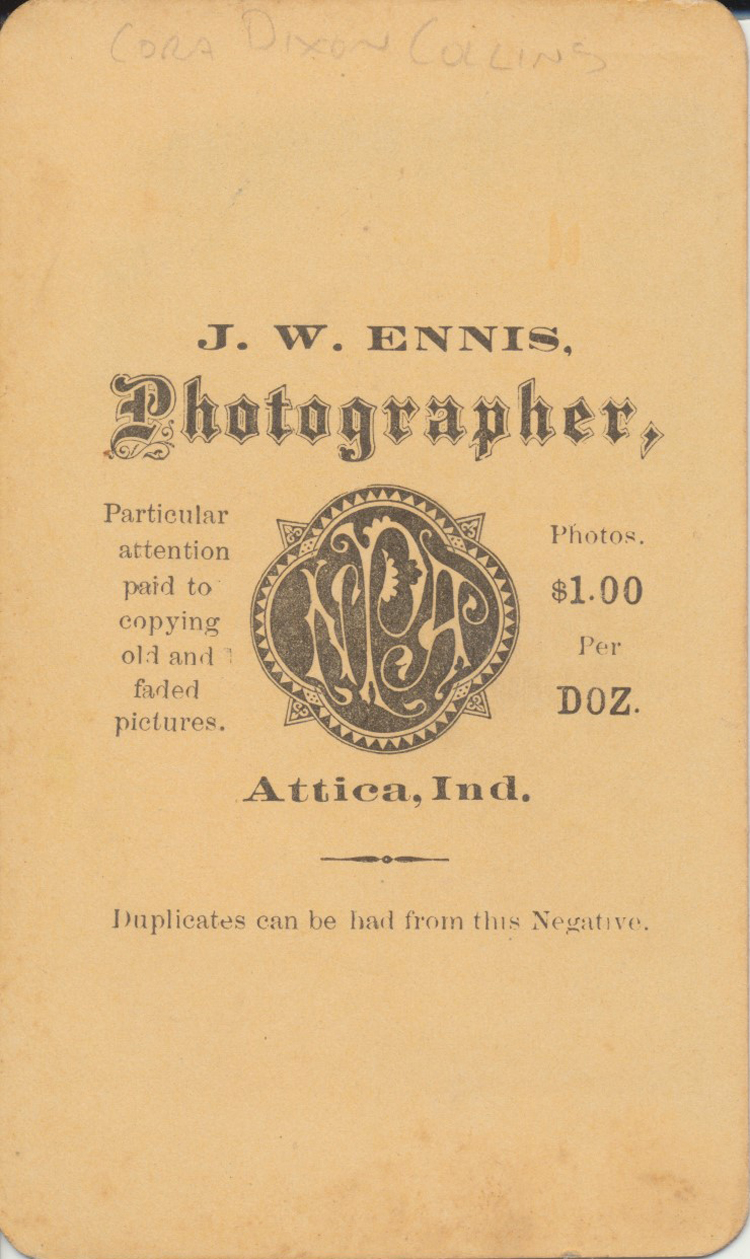 CORA DIXON COLLINS
J. W. ENNIS,
Photographer,
Particular
attention
paid to
copying
old and
faded
pictures.
NPA
Photos.
$1.00
Per
DOZ.
Attica, Ind.
Duplicates can be had from this Negative.